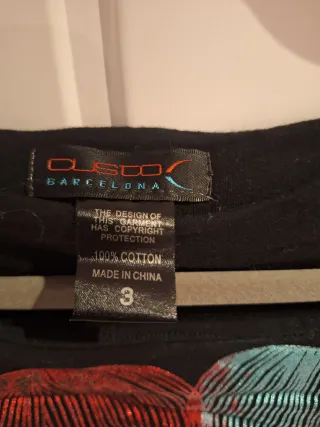 CUSTO
BARCELONA
THE DESIGN OF
THIS GARMENT
HAS COPYRIGHT
PROTECTION
100% COTTON
MADE IN CHINA
3